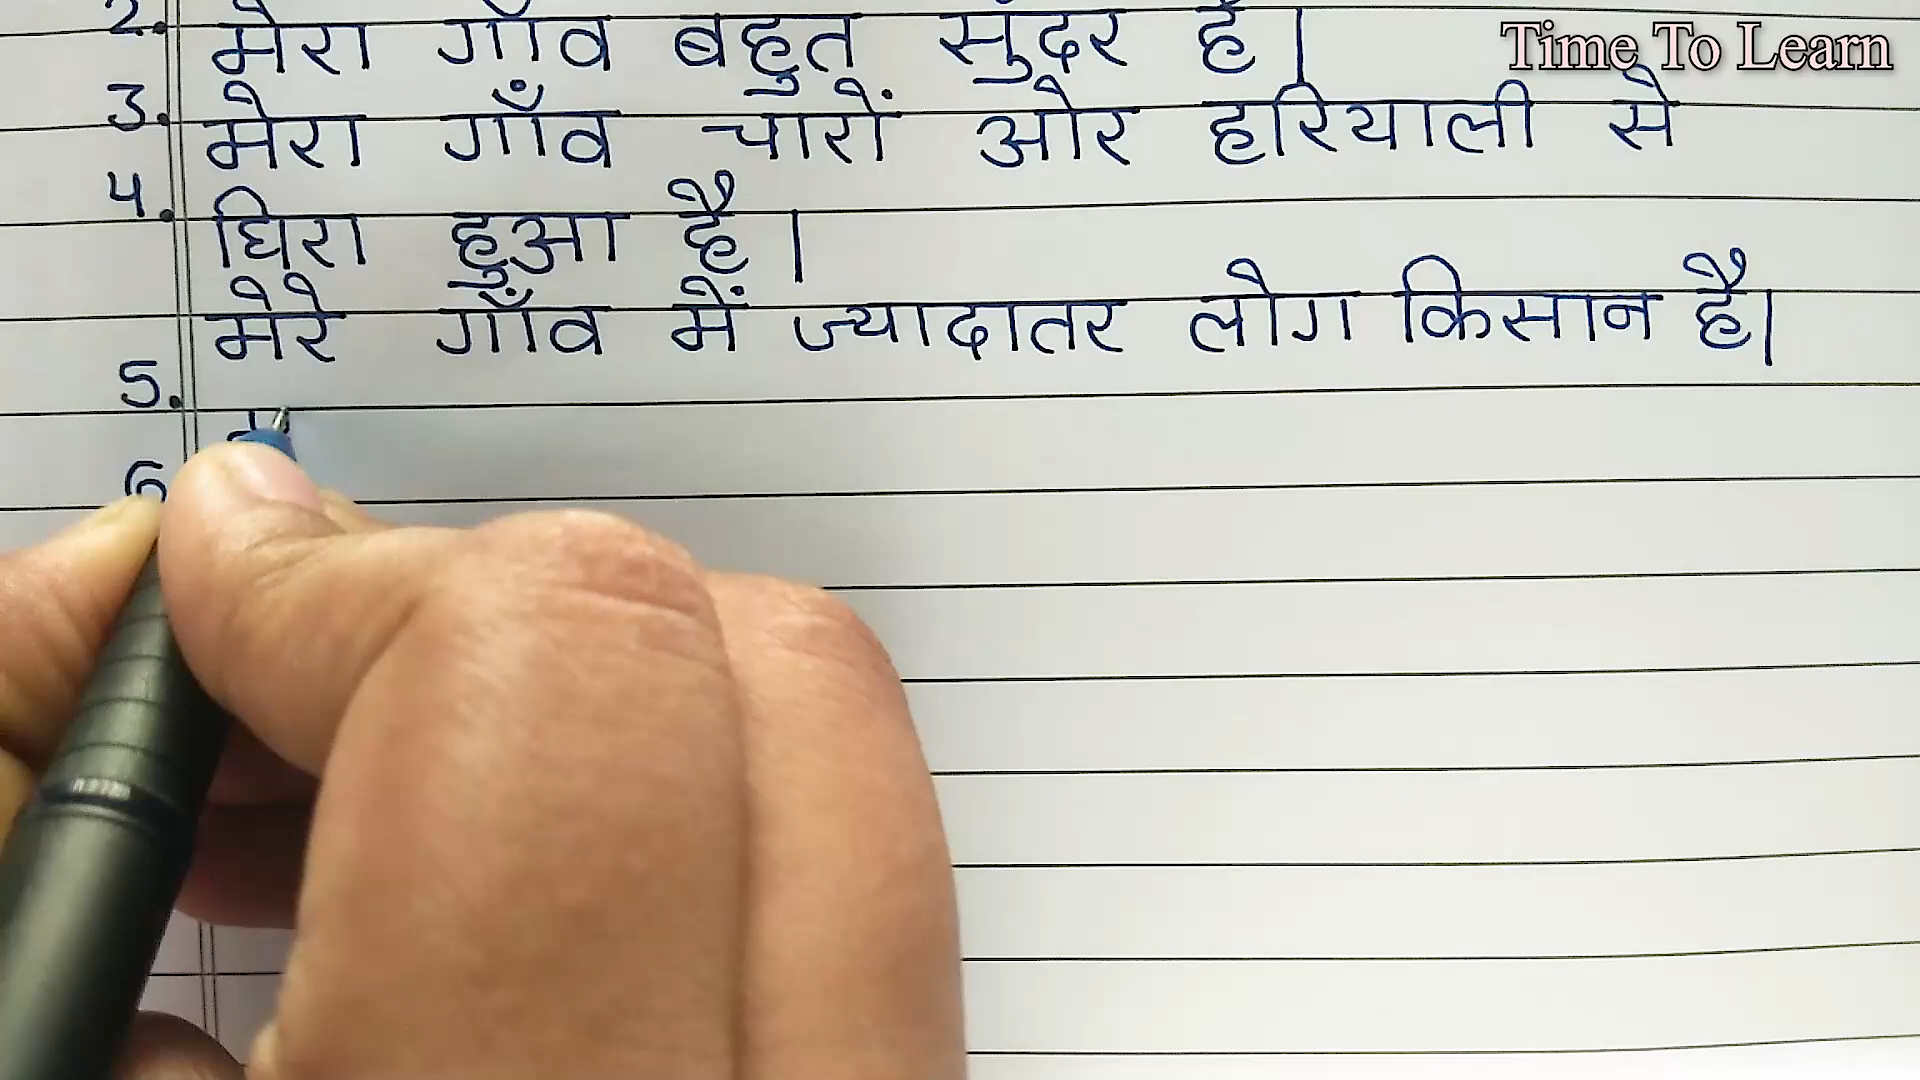 Time To Learn
2. मेरा गाँव बहुत सुंदर है।
3. मेरा गाँव चारों ओर हरियाली से
4. घिरा हुआ है।
मेरे गाँव में ज्यादातर लोग किसान है।
5.
6